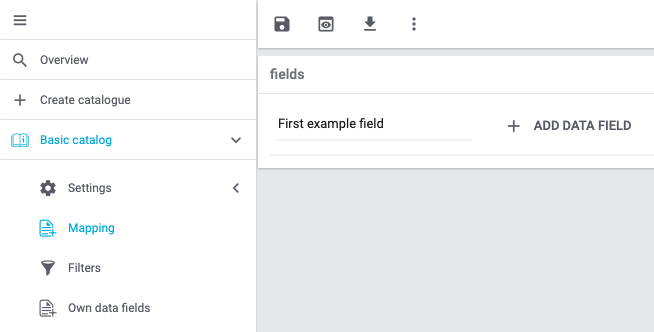 Overview
Create catalogue
Basic catalog
Settings
Mapping
Filters
Own data fields
fields
First example field
ADD DATA FIELD